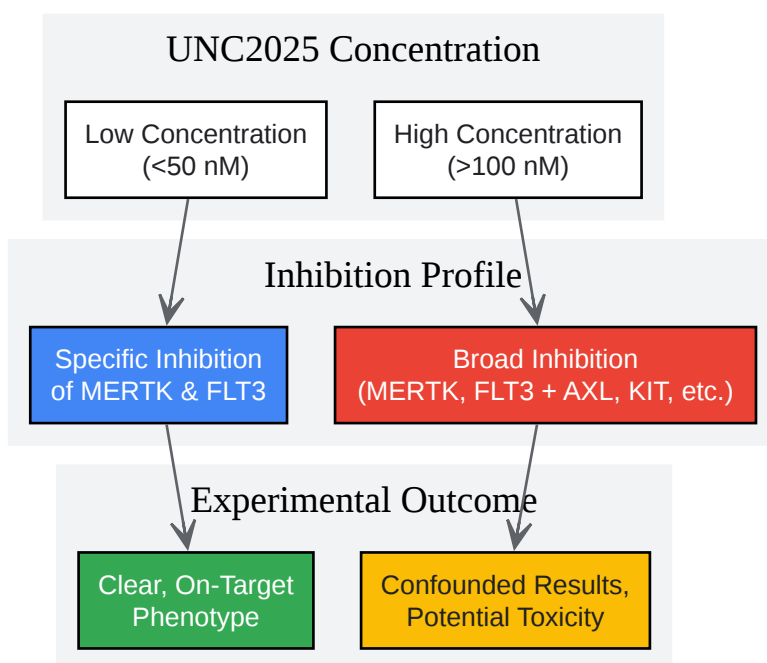 UNC2025 Concentration
Low Concentration
(<50 nM)
High Concentration
(>100 nM)
Inhibition Profile
Specific Inhibition
of MERTK & FLT3
Broad Inhibition
(MERTK, FLT3 + AXL, KIT, etc.)
Experimental Outcome
Clear, On-Target
Phenotype
Confounded Results,
Potential Toxicity